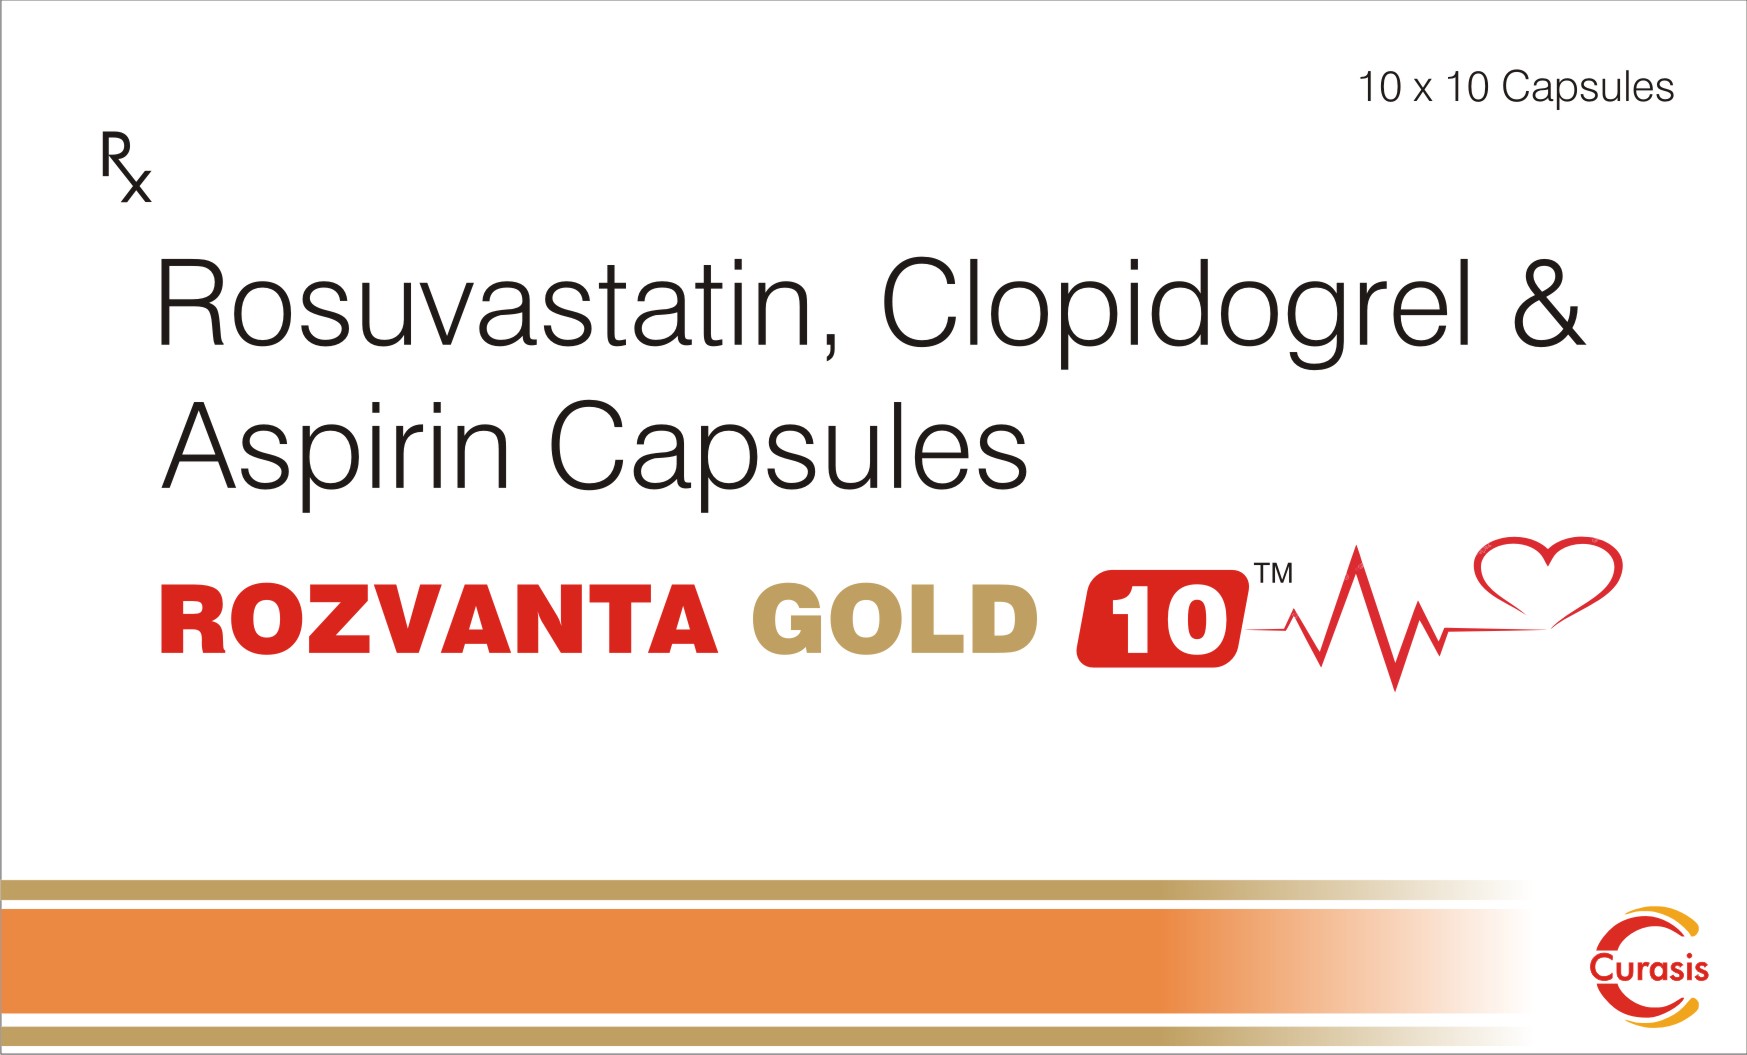 10 x 10 Capsules
Rx
Rosuvastatin, Clopidogrel &
Aspirin Capsules
ROZVANTA GOLD 10™
Curasis